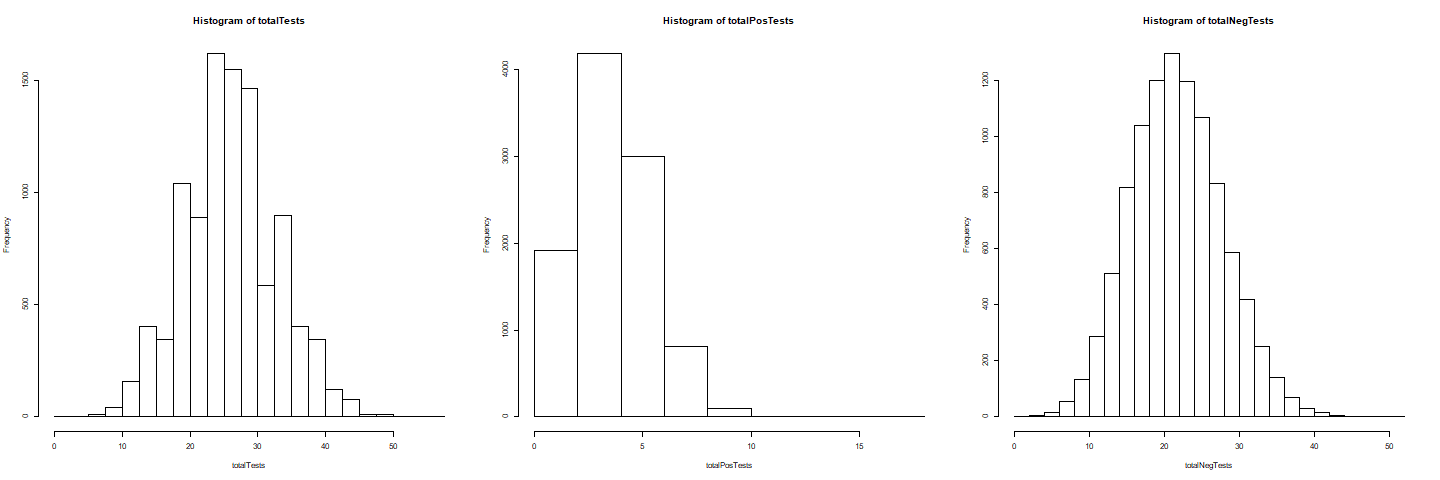 Histogram of totalTests
Frequency
1500
1000
500
0
0 10 20 30 40 50
totalTests
Histogram of totalPosTests
Frequency
4000
3000
2000
1000
0
0 5 10 15
totalPosTests
Histogram of totalNegTests
Frequency
1200
1000
800
600
400
200
0
0 10 20 30 40 50
totalNegTests